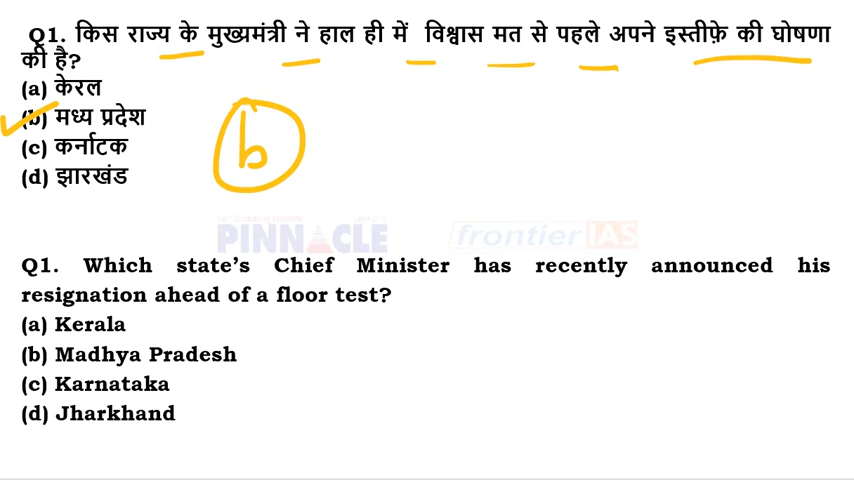 Q1. किस राज्य के मुख्यमंत्री ने हाल ही में विश्वास मत से पहले अपने इस्तीफ़े की घोषणा
की है?
(a) केरल
(b) मध्य प्रदेश
(c) कर्नाटक
(d) झारखंड
b
PINNACLE frontier IAS
Q1. Which state's Chief Minister has recently announced his
resignation ahead of a floor test?
(a) Kerala
(b) Madhya Pradesh
(c) Karnataka
(d) Jharkhand